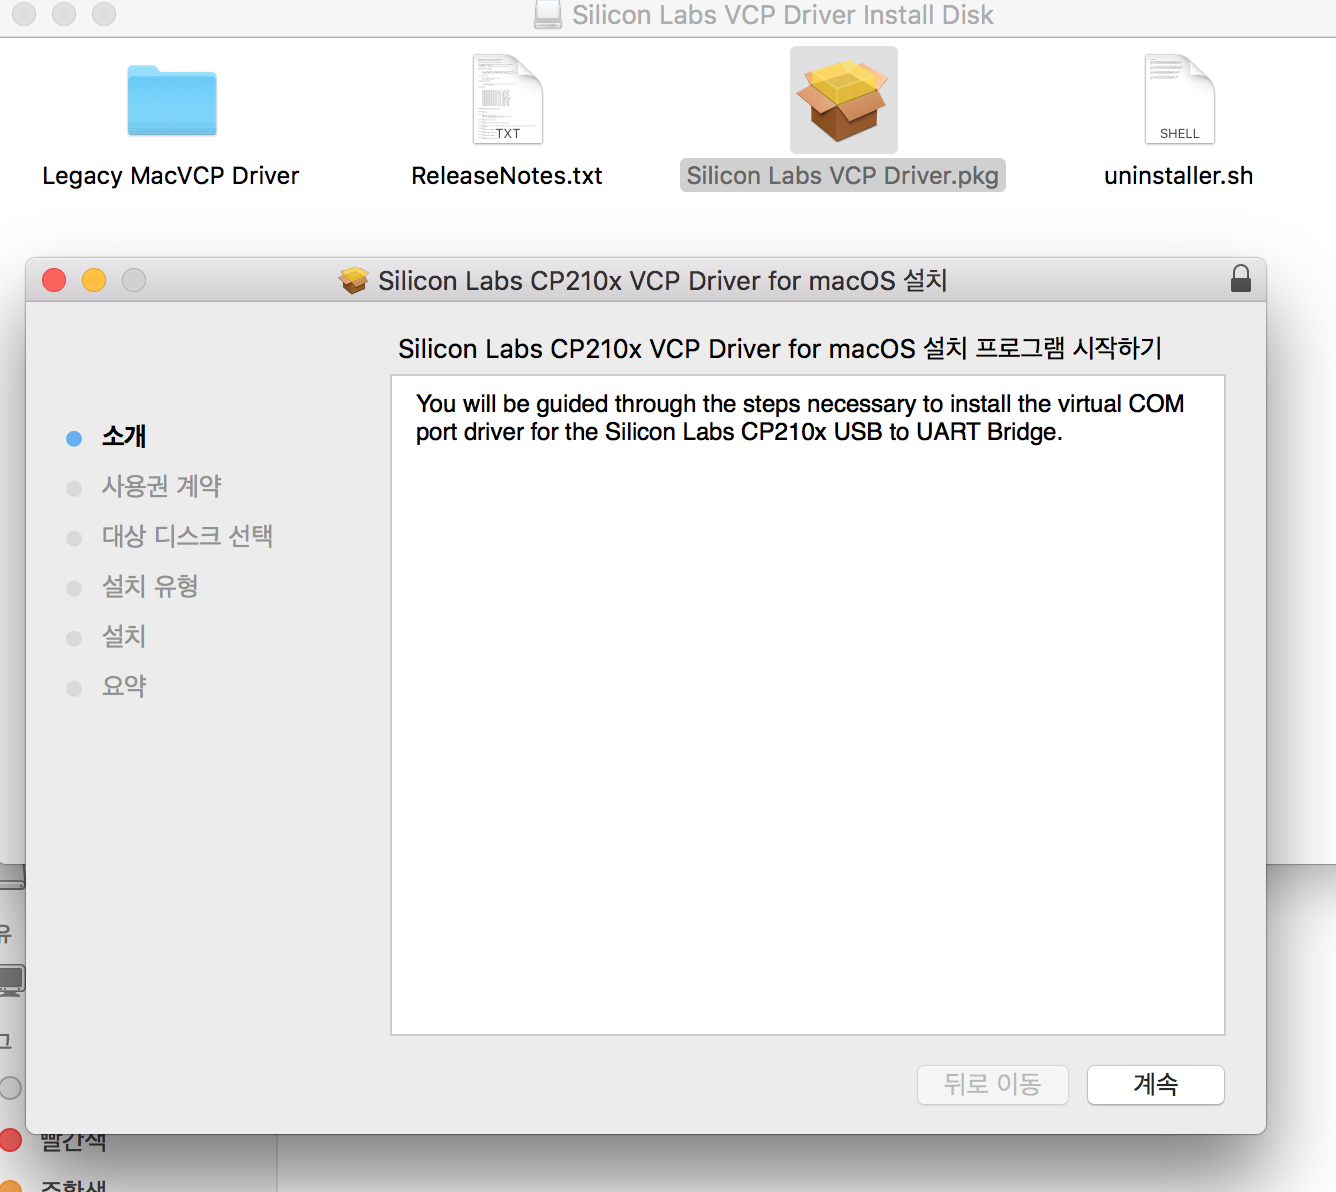 Silicon Labs VCP Driver Install Disk
Legacy MacVCP Driver
ReleaseNotes.txt
TXT
Silicon Labs VCP Driver.pkg
SHELL
uninstaller.sh
Silicon Labs CP210x VCP Driver for macOS 설치
Silicon Labs CP210x VCP Driver for macOS 설치 프로그램 시작하기
You will be guided through the steps necessary to install the virtual COM
port driver for the Silicon Labs CP210x USB to UART Bridge.
소개
사용권 계약
대상 디스크 선택
설치 유형
설치
요약
뒤로 이동
계속
유
그
빨간색
주황색